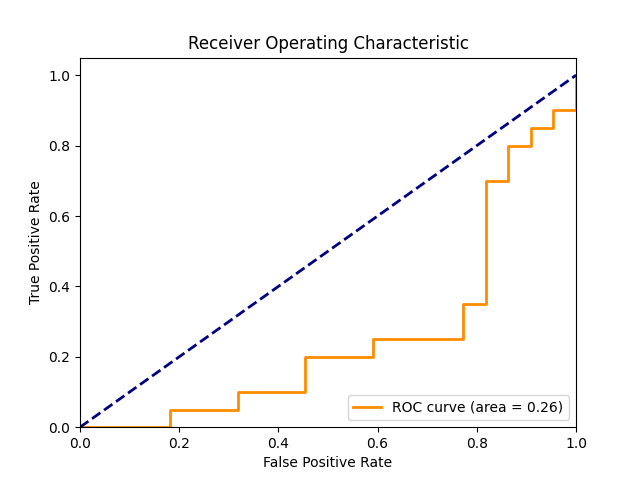 Receiver Operating Characteristic
True Positive Rate
1.0
0.8
0.6
0.4
0.2
0.0
ROC curve (area = 0.26)
0.0 0.2 0.4 0.6 0.8 1.0
False Positive Rate